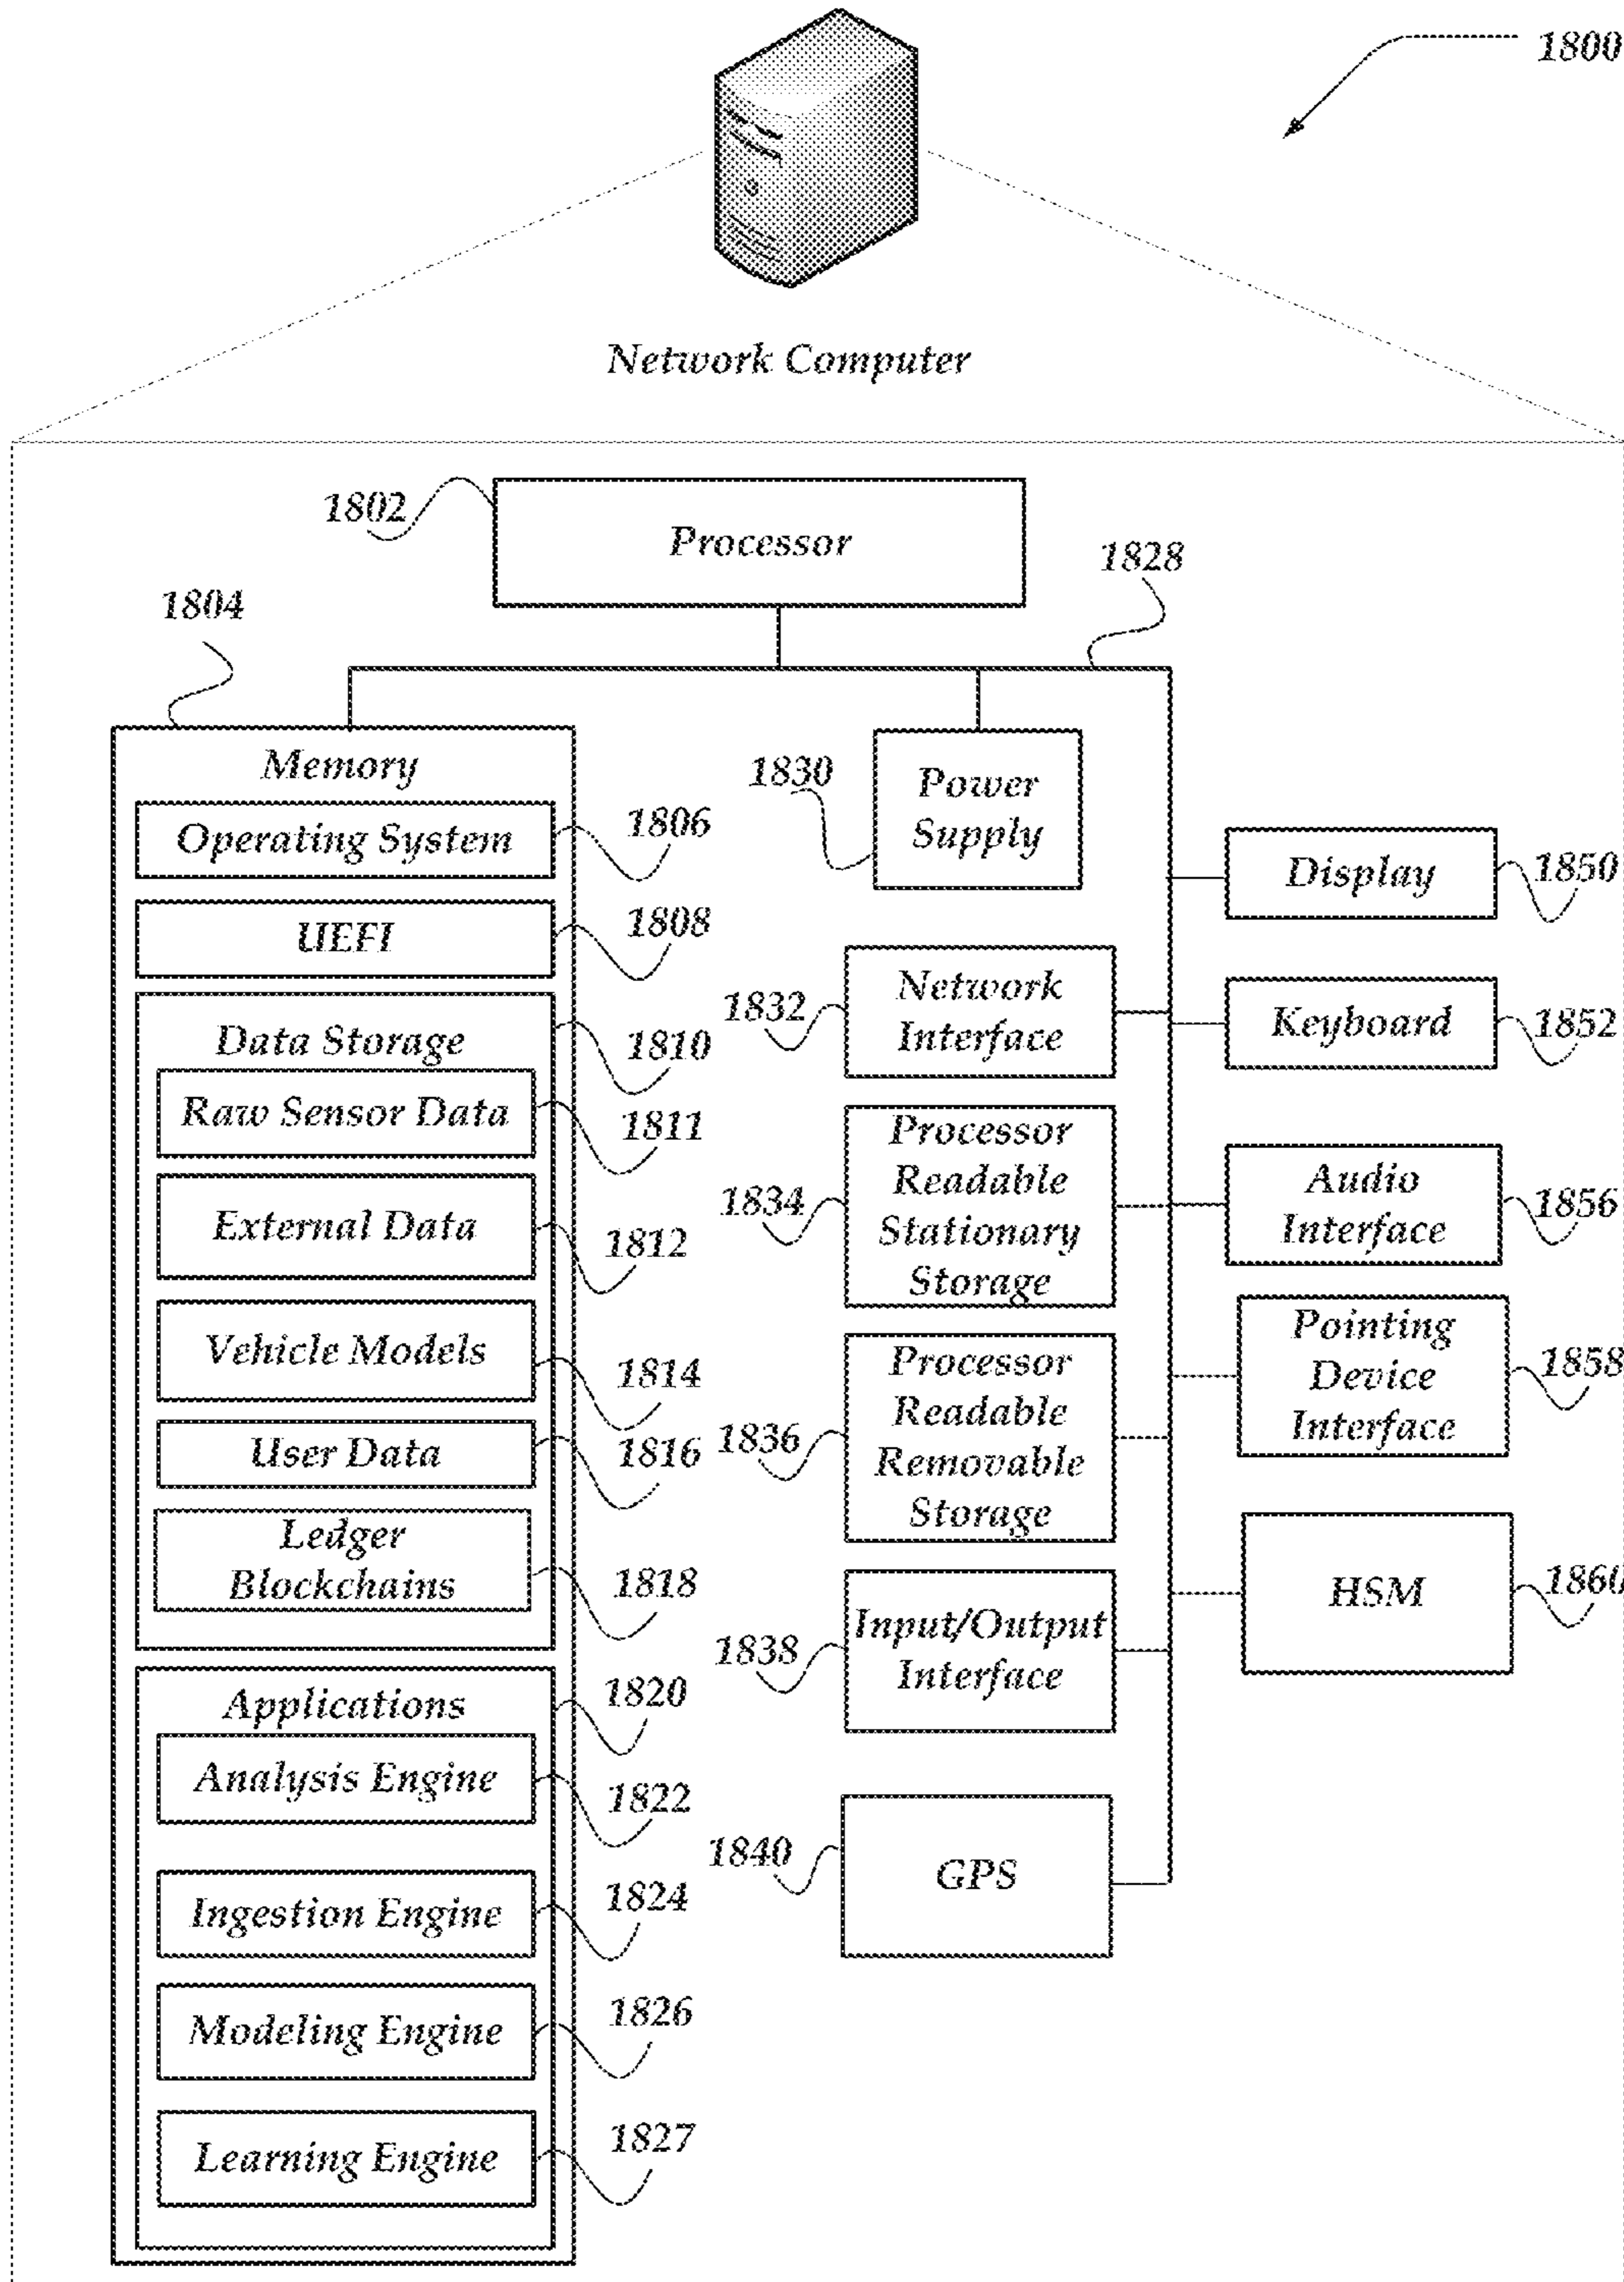 1800
Network Computer
1802
Processor
1828
1804
Memory
Operating System
1806
UEFI
1808
Data Storage
1810
Raw Sensor Data
1811
External Data
1812
Vehicle Models
1814
User Data
1816
Ledger
Blockchains
1818
Applications
1820
Analysis Engine
1822
Ingestion Engine
1824
Modeling Engine
1826
Learning Engine
1827
1830
Power
Supply
1832
Network
Interface
1834
Processor
Readable
Stationary
Storage
1836
Processor
Readable
Removable
Storage
1838
Input/Output
Interface
1840
GPS
Display
1850
Keyboard
1852
Audio
Interface
1856
Pointing
Device
Interface
1858
HSM
1860